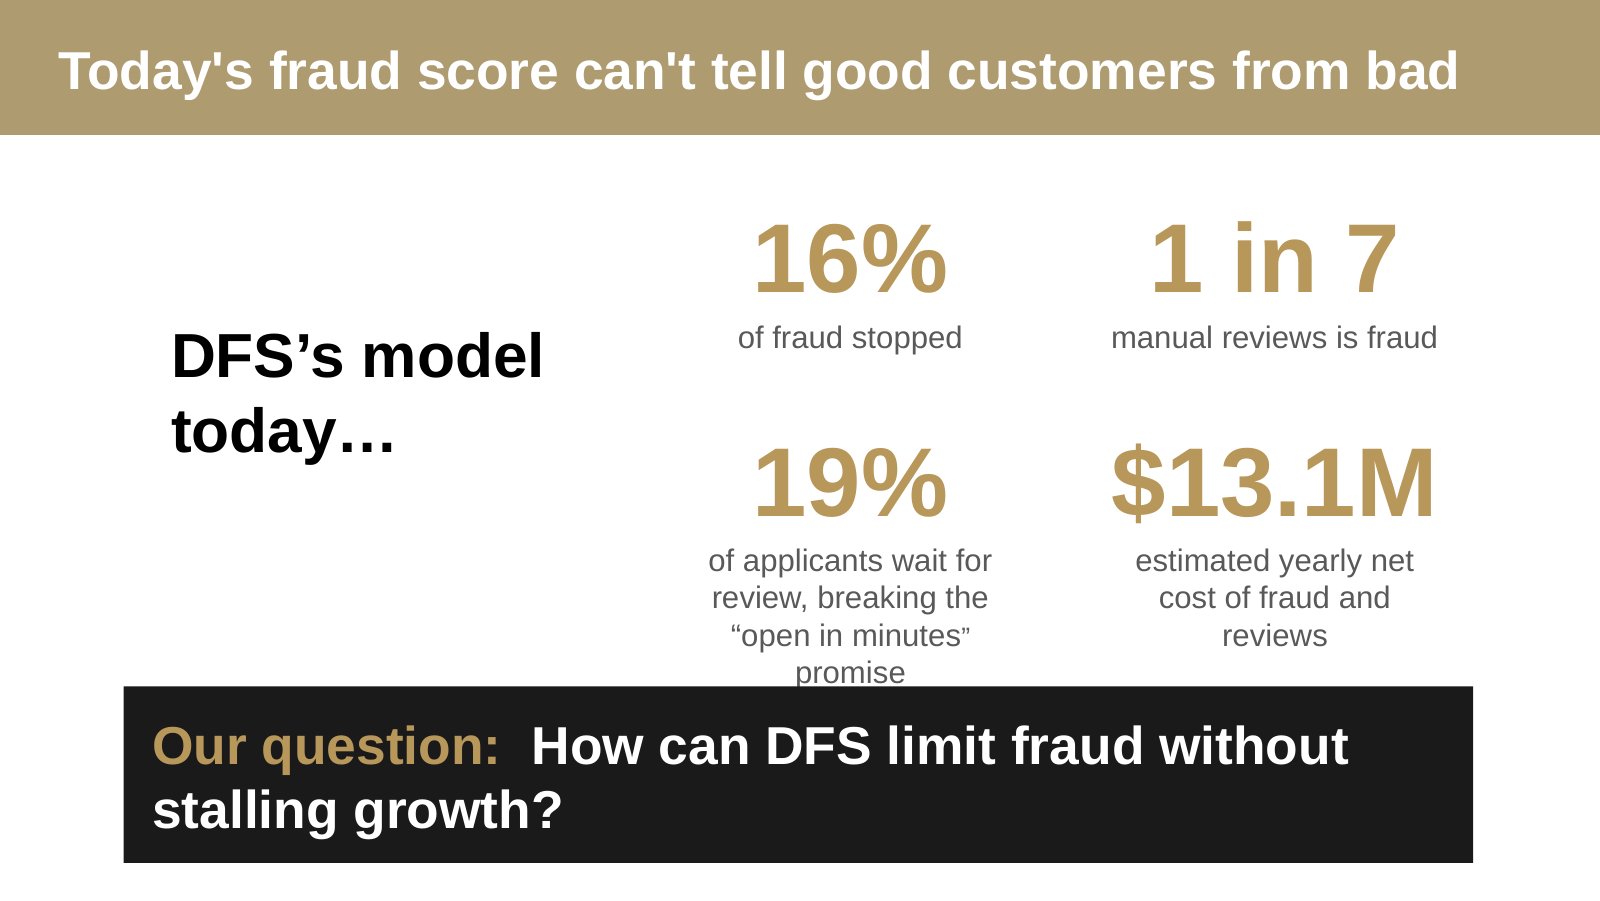 Today's fraud score can't tell good customers from bad
DFS’s model
today…
16%
of fraud stopped
1 in 7
manual reviews is fraud
19%
of applicants wait for
review, breaking the
“open in minutes”
promise
$13.1M
estimated yearly net
cost of fraud and
reviews
Our question:  How can DFS limit fraud without
stalling growth?